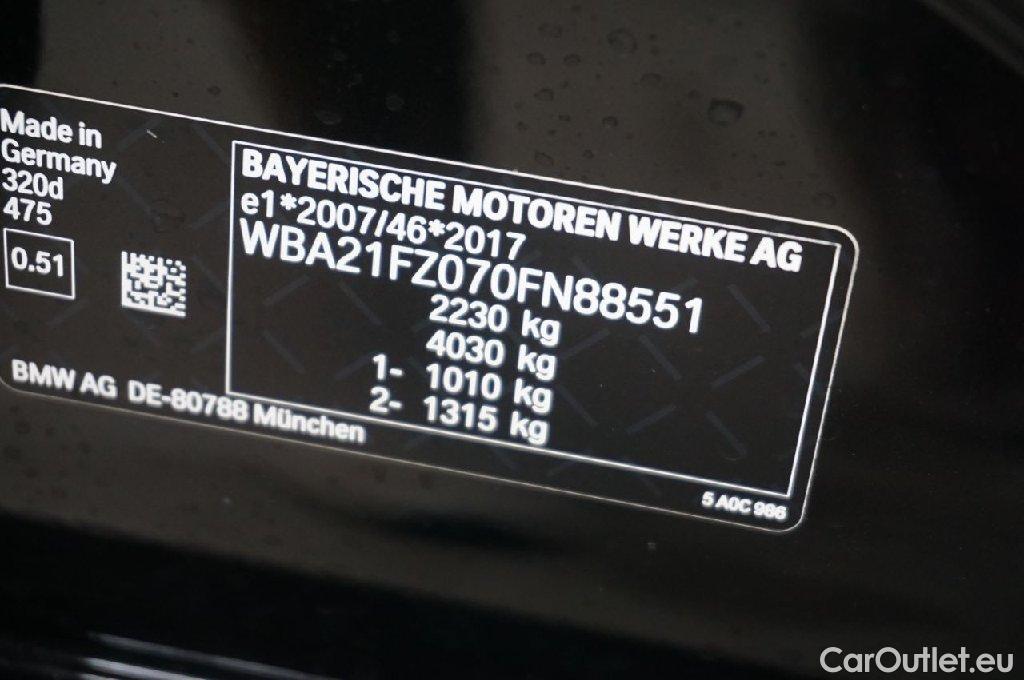 Made in
Germany
320d
475
0.51
BMW AG DE-80788 München
BAYERISCHE MOTOREN WERKE AG
e1*2007/46*2017
WBA21FZ070FN88551
2230 kg
4030 kg
1- 1010 kg
2- 1315 kg
5 A0C 986
CarOutlet.eu